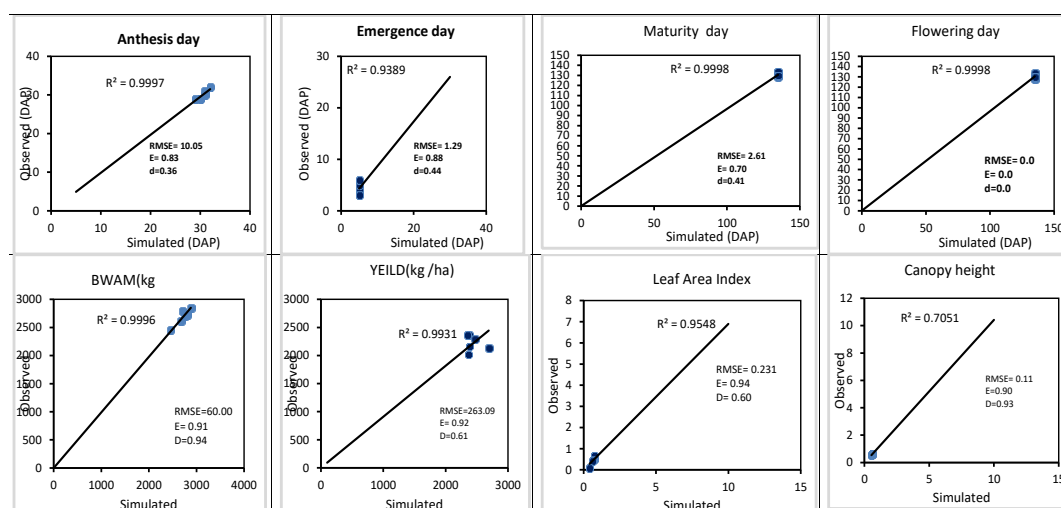 Anthesis day
40
30
20
10
0
0 10 20 30 40
Observed (DAP)
Simulated (DAP)
R² = 0.9997
RMSE= 10.05
E= 0.83
d=0.36
Emergence day
30
20
10
0
0 20 40
Observed (DAP)
Simulated (DAP)
R² = 0.9389
RMSE= 1.29
E= 0.88
d=0.44
Maturity day
150
140
130
120
110
100
90
80
70
60
50
40
30
20
10
0
0 50 100 150
Observed (DAP)
Simulated (DAP)
R² = 0.9998
RMSE= 2.61
E= 0.70
d=0.41
Flowering day
150
140
130
120
110
100
90
80
70
60
50
40
30
20
10
0
0 50 100 150
Observed (DAP)
Simulated (DAP)
R² = 0.9998
RMSE= 0.0
E= 0.0
d=0.0
BWAM(kg
3000
2500
2000
1500
1000
500
0
0 1000 2000 3000 4000
Observed
Simulated
R² = 0.9996
RMSE=60.00
E= 0.91
D=0.94
YEILD(kg /ha)
3000
2500
2000
1500
1000
500
0
0 1000 2000 3000
Observed
Simulated
R² = 0.9931
RMSE=263.09
E= 0.92
D=0.61
Leaf Area Index
8
7
6
5
4
3
2
1
0
0 5 10 15
Observed
Simulated
R² = 0.9548
RMSE= 0.231
E= 0.94
D= 0.60
Canopy height
12
10
8
6
4
2
0
0 5 10 15
Observed
Simulated
R² = 0.7051
RMSE= 0.11
E=0.90
D=0.93